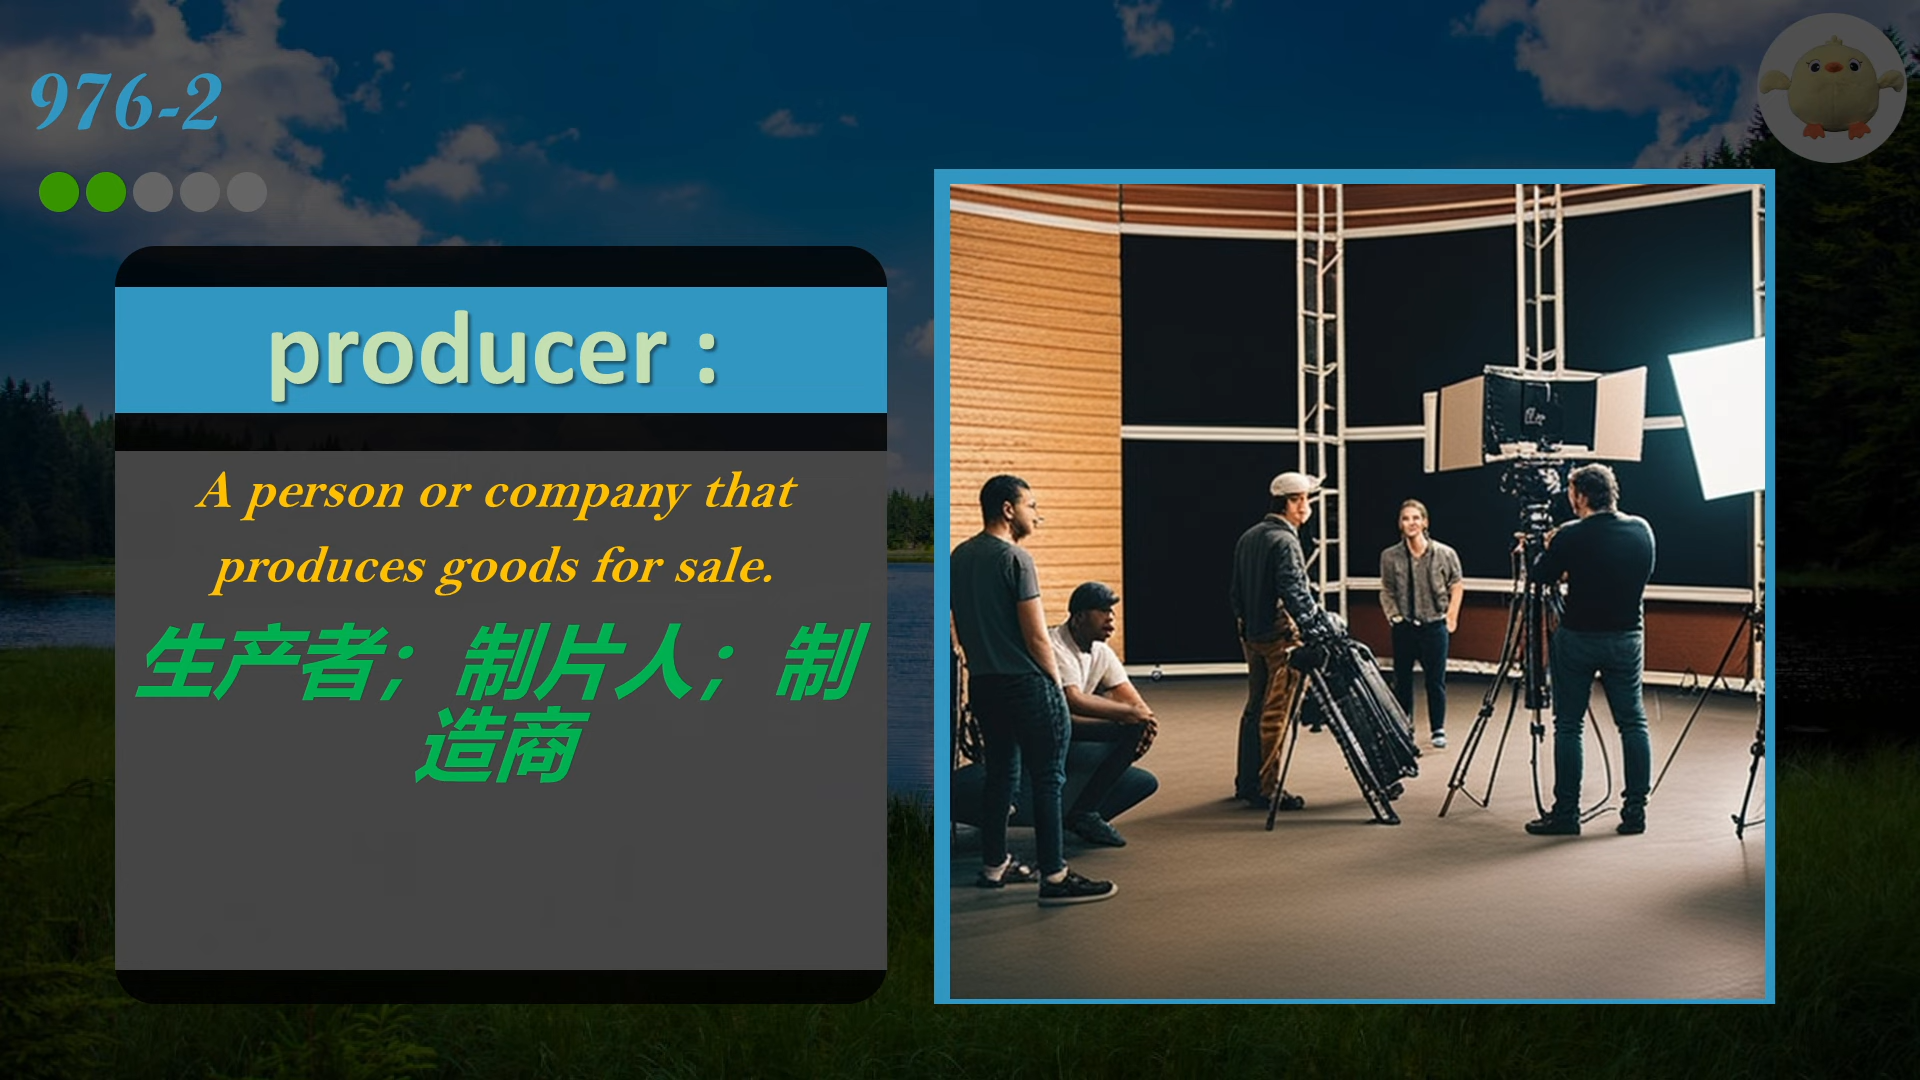 976-2
producer :
A person or company that
produces goods for sale.
生产者；制片人；制
造商